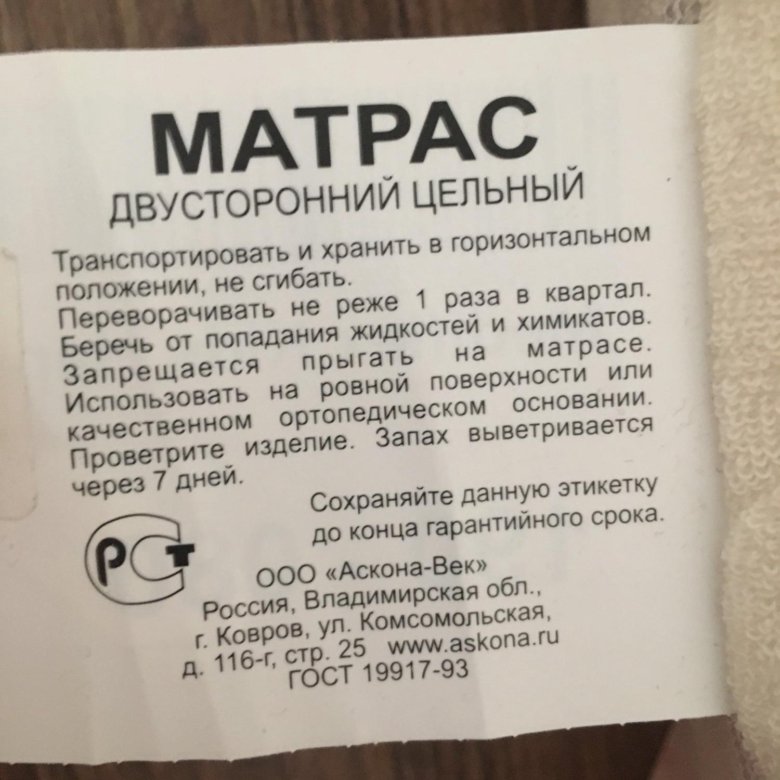 МАТРАС
ДВУСТОРОННИЙ ЦЕЛЬНЫЙ
Транспортировать и хранить в горизонтальном
положении, не сгибать.
Переворачивать не реже 1 раза в квартал.
Беречь от попадания жидкостей и химикатов.
Запрещается прыгать на матрасе.
Использовать на ровной поверхности или
качественном ортопедическом основании.
Проветрите изделие. Запах выветривается
через 7 дней.
Сохраняйте данную этикетку
до конца гарантийного срока.
РСТ
ООО «Аскона-Век»
Россия, Владимирская обл.,
г. Ковров, ул. Комсомольская,
д. 116-г, стр. 25 www.askona.ru
ГОСТ 19917-93